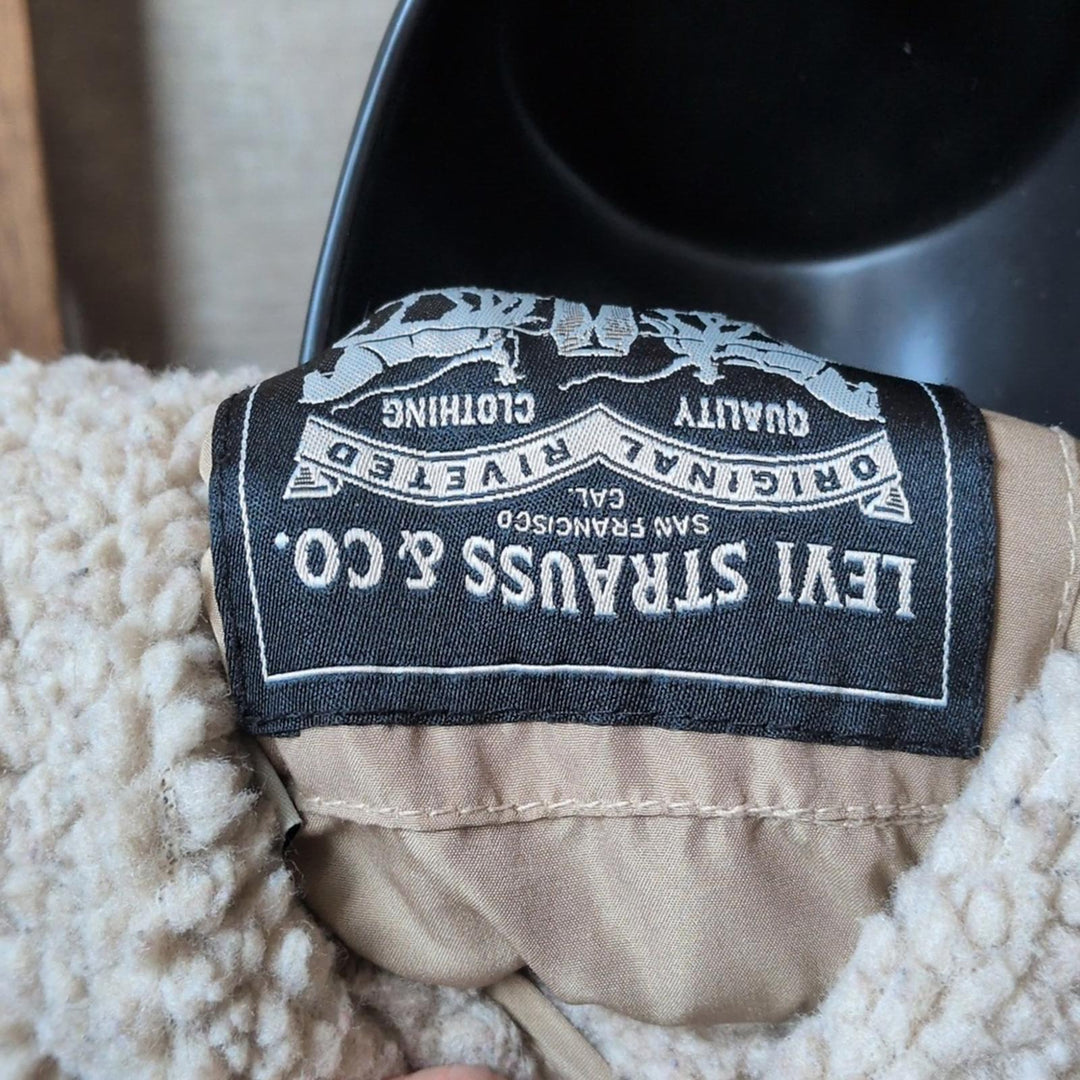 QUALITY CLOTHING
ORIGINAL RIVETED
SAN FRANCISCO
CAL.
LEVI STRAUSS & CO.